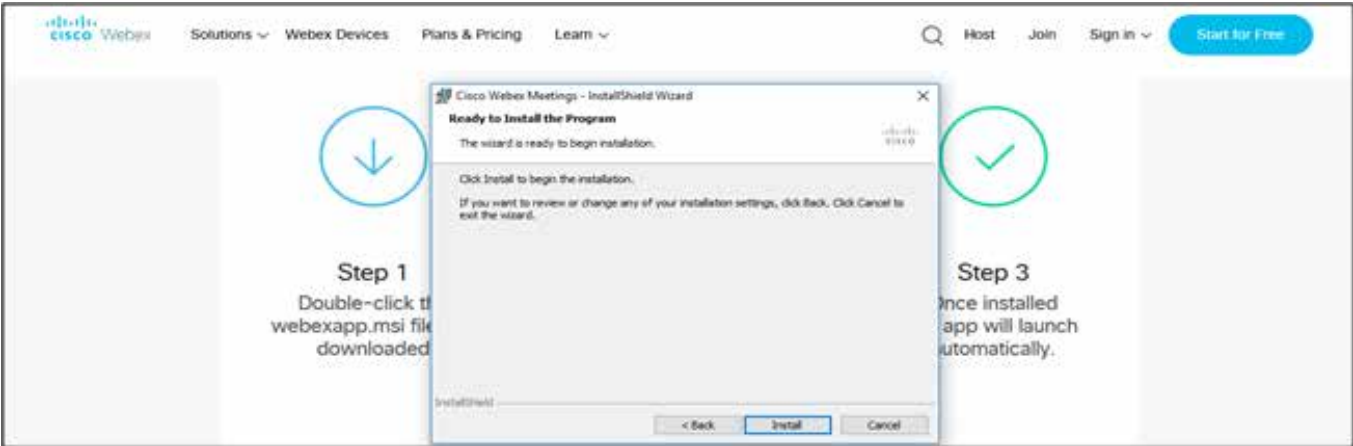 cisco Webex Solutions Webex Devices Plans & Pricing Learn Host Join Sign in Start for Free
Cisco Webex Meetings - InstallShield Wizard
Ready to Install the Program
The wizard is ready to begin installation.
cisco
Click Install to begin the installation.
If you want to review or change any of your installation settings, click Back. Click Cancel to
exit the wizard.
Step 1
Double-click th
webexapp.msi file
downloaded
Step 3
Once installed
app will launch
automatically.
InstallShield
< Back Install Cancel